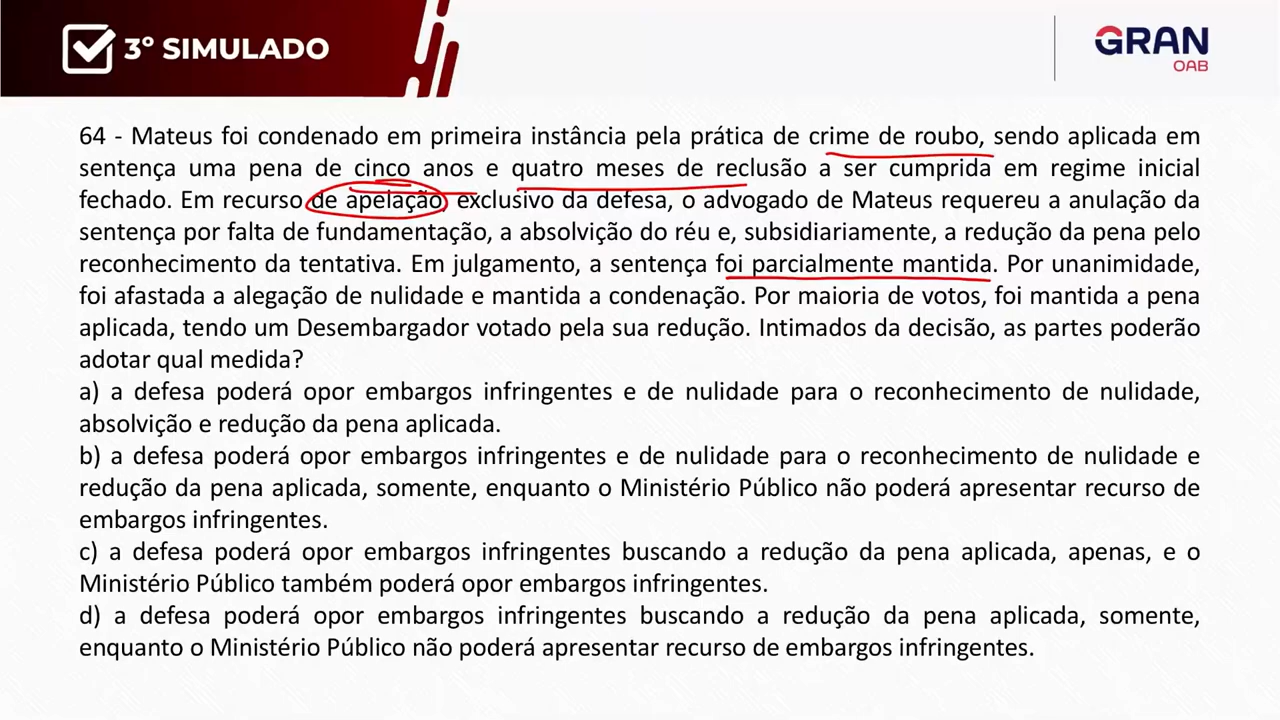 3º SIMULADO
GRAN
OAB
64 - Mateus foi condenado em primeira instância pela prática de crime de roubo, sendo aplicada em
sentença uma pena de cinco anos e quatro meses de reclusão a ser cumprida em regime inicial
fechado. Em recurso de apelação, exclusivo da defesa, o advogado de Mateus requereu a anulação da
sentença por falta de fundamentação, a absolvição do réu e, subsidiariamente, a redução da pena pelo
reconhecimento da tentativa. Em julgamento, a sentença foi parcialmente mantida. Por unanimidade,
foi afastada a alegação de nulidade e mantida a condenação. Por maioria de votos, foi mantida a pena
aplicada, tendo um Desembargador votado pela sua redução. Intimados da decisão, as partes poderão
adotar qual medida?
a) a defesa poderá opor embargos infringentes e de nulidade para o reconhecimento de nulidade,
absolvição e redução da pena aplicada.
b) a defesa poderá opor embargos infringentes e de nulidade para o reconhecimento de nulidade e
redução da pena aplicada, somente, enquanto o Ministério Público não poderá apresentar recurso de
embargos infringentes.
c) a defesa poderá opor embargos infringentes buscando a redução da pena aplicada, apenas, e o
Ministério Público também poderá opor embargos infringentes.
d) a defesa poderá opor embargos infringentes buscando a redução da pena aplicada, somente,
enquanto o Ministério Público não poderá apresentar recurso de embargos infringentes.